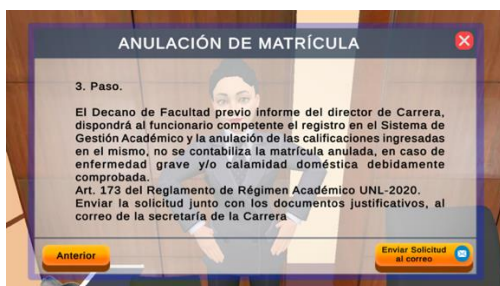 ANULACIÓN DE MATRÍCULA
3. Paso.
El Decano de Facultad previo informe del director de Carrera,
dispondrá al funcionario competente el registro en el Sistema de
Gestión Académico y la anulación de las calificaciones ingresadas
en el mismo, no se contabiliza la matrícula anulada, en caso de
enfermedad grave y/o calamidad doméstica debidamente
comprobada.
Art. 173 del Reglamento de Régimen Académico UNL-2020.
Enviar la solicitud junto con los documentos justificativos, al
correo de la secretaría de la Carrera
Anterior
Enviar Solicitud
al correo